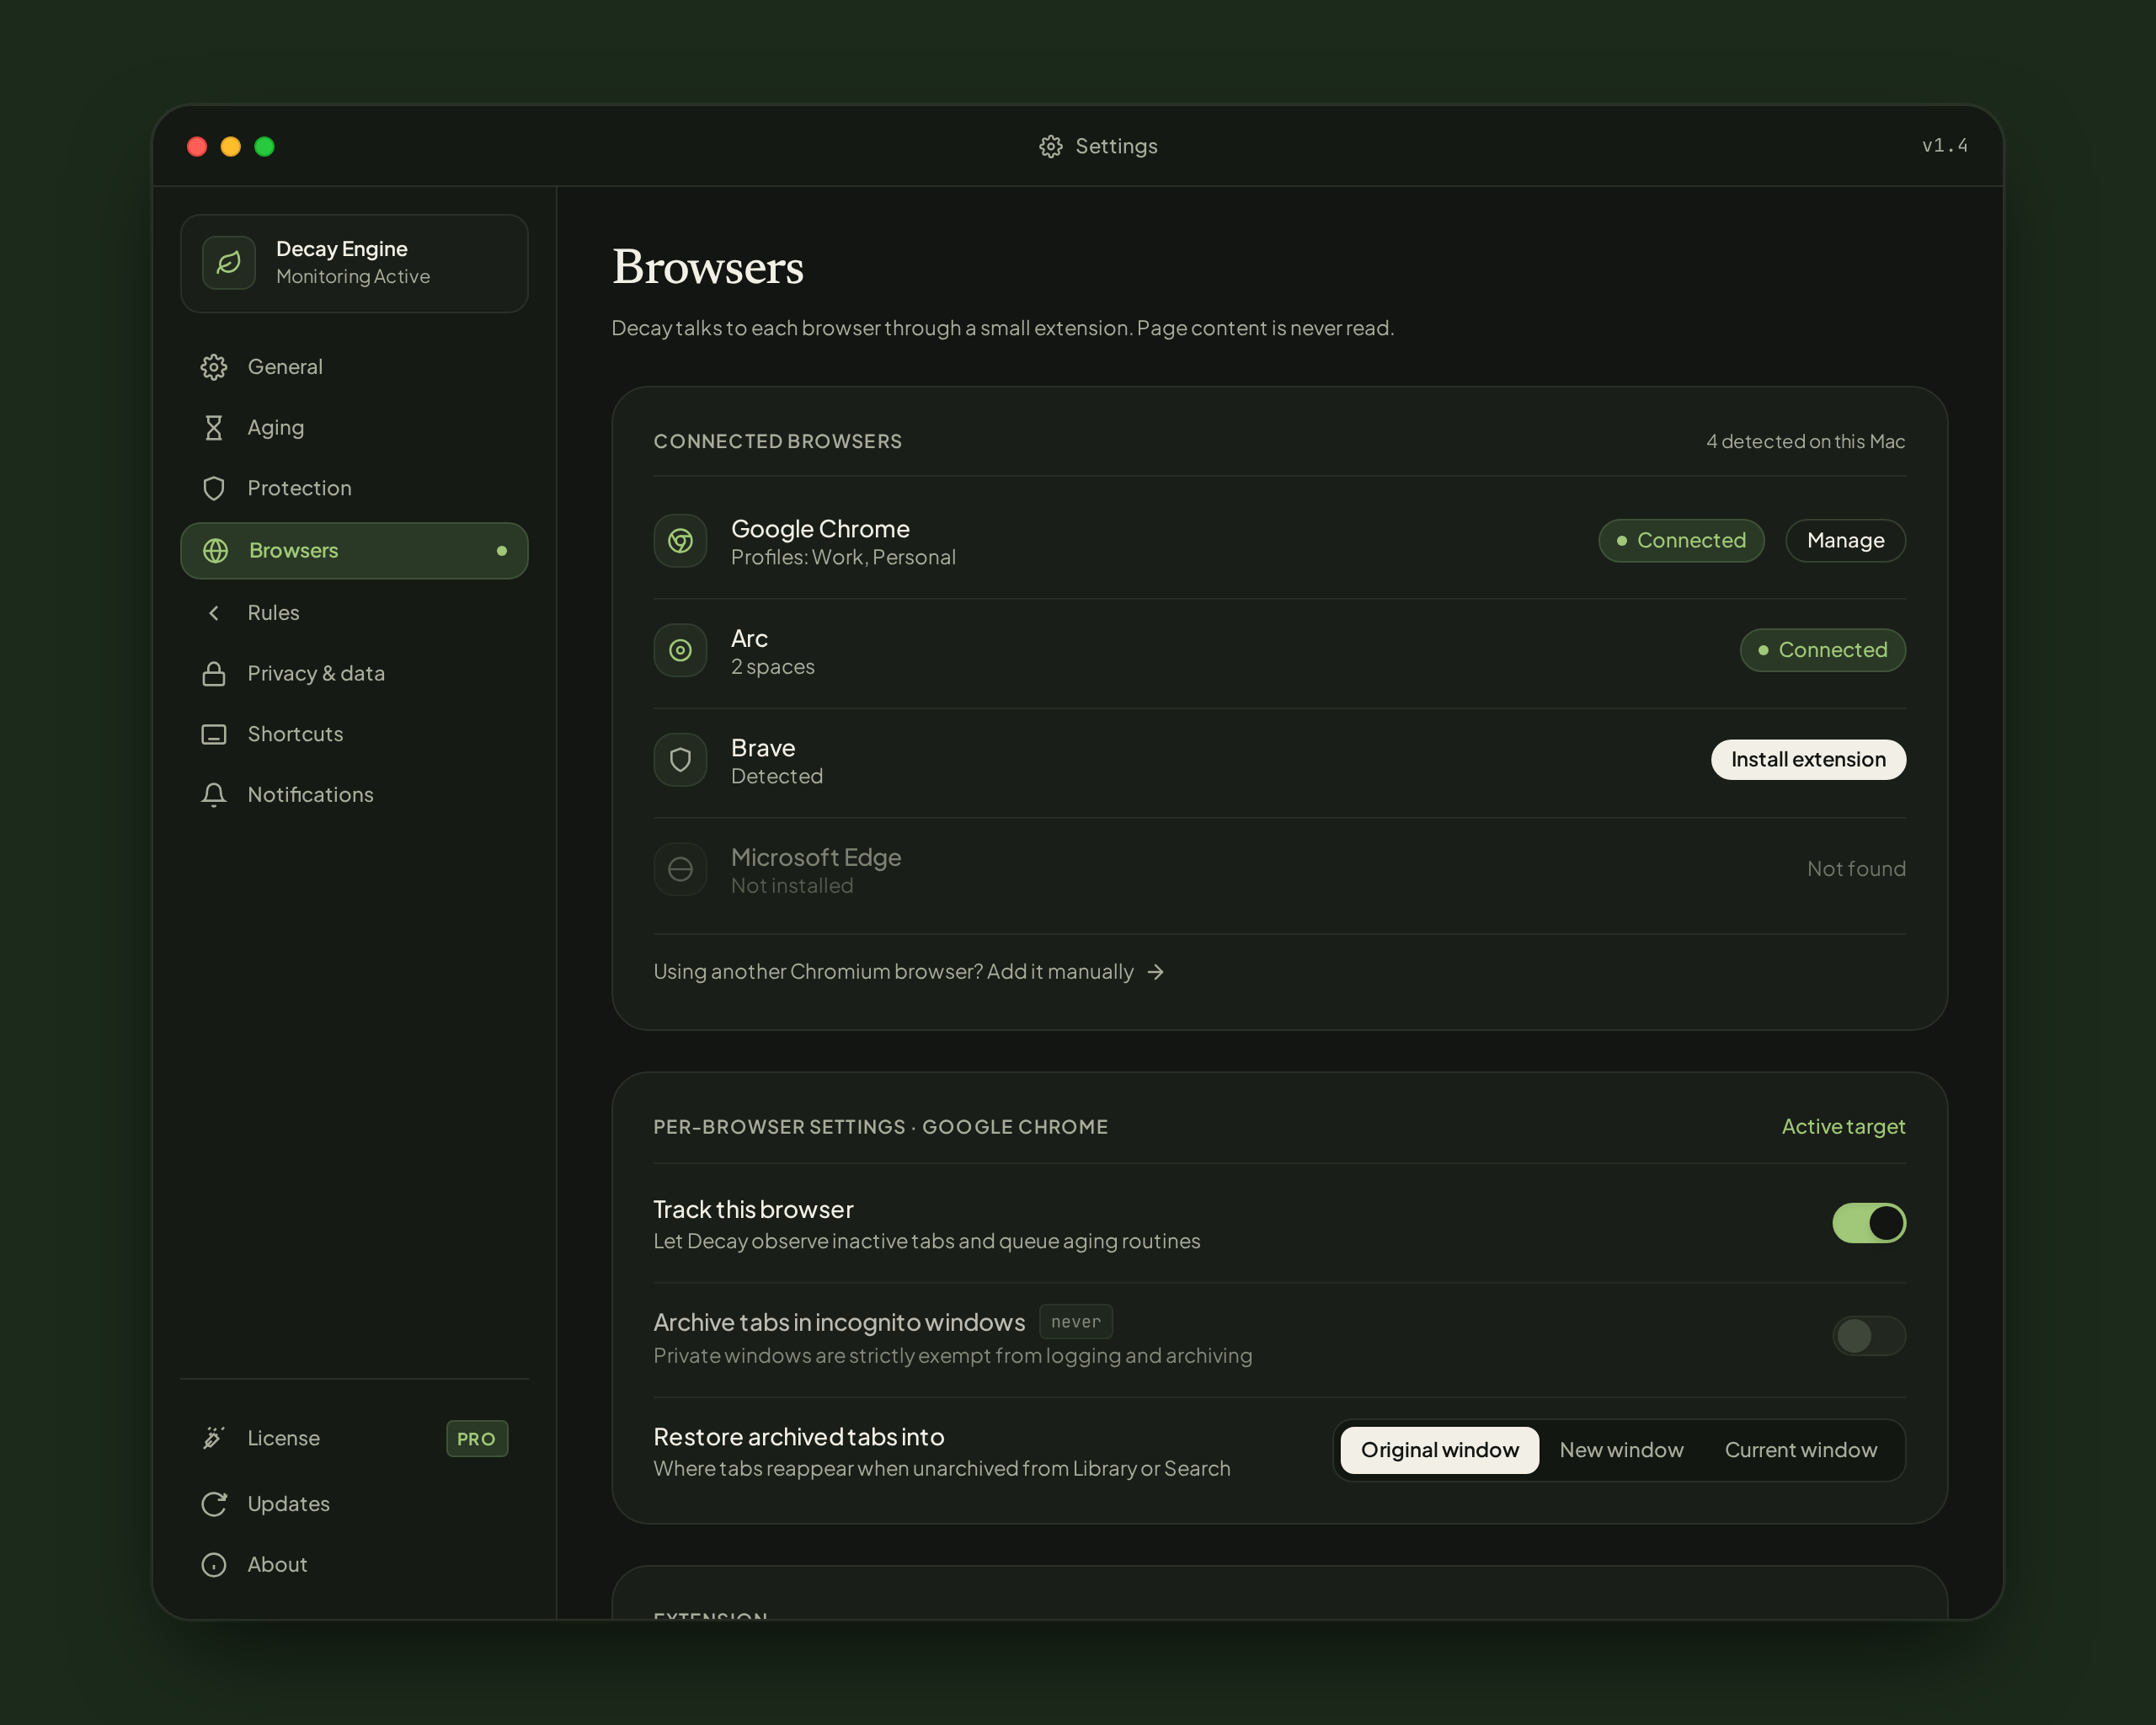 Settings
v1.4
Decay Engine
Monitoring Active
General
Aging
Protection
Browsers
Rules
Privacy & data
Shortcuts
Notifications
License
PRO
Updates
About
Browsers
Decay talks to each browser through a small extension. Page content is never read.
CONNECTED BROWSERS
4 detected on this Mac
Google Chrome
Profiles: Work, Personal
Connected
Manage
Arc
2 spaces
Connected
Brave
Detected
Install extension
Microsoft Edge
Not installed
Not found
Using another Chromium browser? Add it manually →
PER-BROWSER SETTINGS · GOOGLE CHROME
Active target
Track this browser
Let Decay observe inactive tabs and queue aging routines
Archive tabs in incognito windows
never
Private windows are strictly exempt from logging and archiving
Restore archived tabs into
Where tabs reappear when unarchived from Library or Search
Original window
New window
Current window
EXTENSION